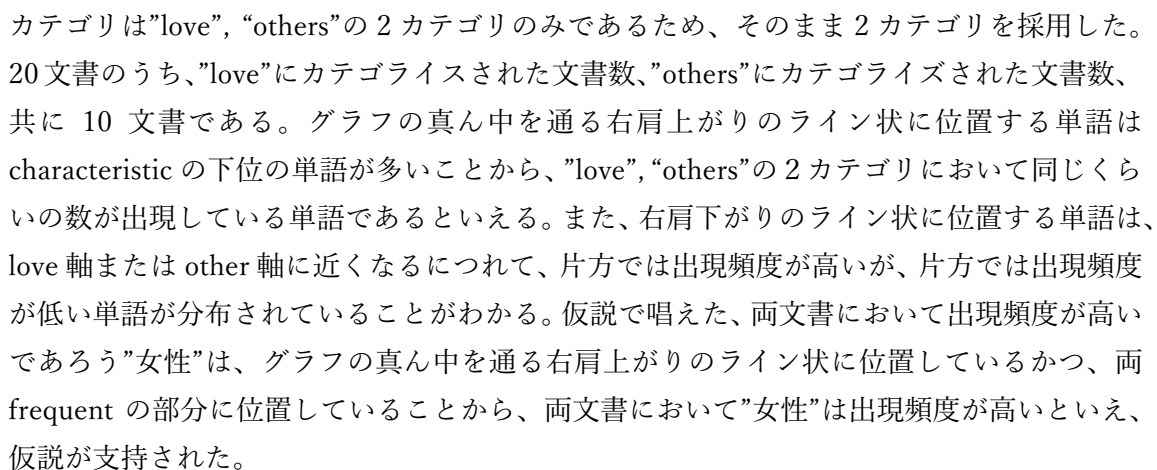 カテゴリは”love”, “others”の 2 カテゴリのみであるため、そのまま 2 カテゴリを採用した。
20 文書のうち、”love”にカテゴライスされた文書数、”others”にカテゴライズされた文書数、
共に 10 文書である。グラフの真ん中を通る右肩上がりのライン状に位置する単語は
characteristic の下位の単語が多いことから、”love”, “others”の 2 カテゴリにおいて同じくら
いの数が出現している単語であるといえる。また、右肩下がりのライン状に位置する単語は、
love 軸または other 軸に近くなるにつれて、片方では出現頻度が高いが、片方では出現頻度
が低い単語が分布されていることがわかる。仮説で唱えた、両文書において出現頻度が高い
であろう”女性”は、グラフの真ん中を通る右肩上がりのライン状に位置しているかつ、両
frequent の部分に位置していることから、両文書において”女性”は出現頻度が高いといえ、
仮説が支持された。